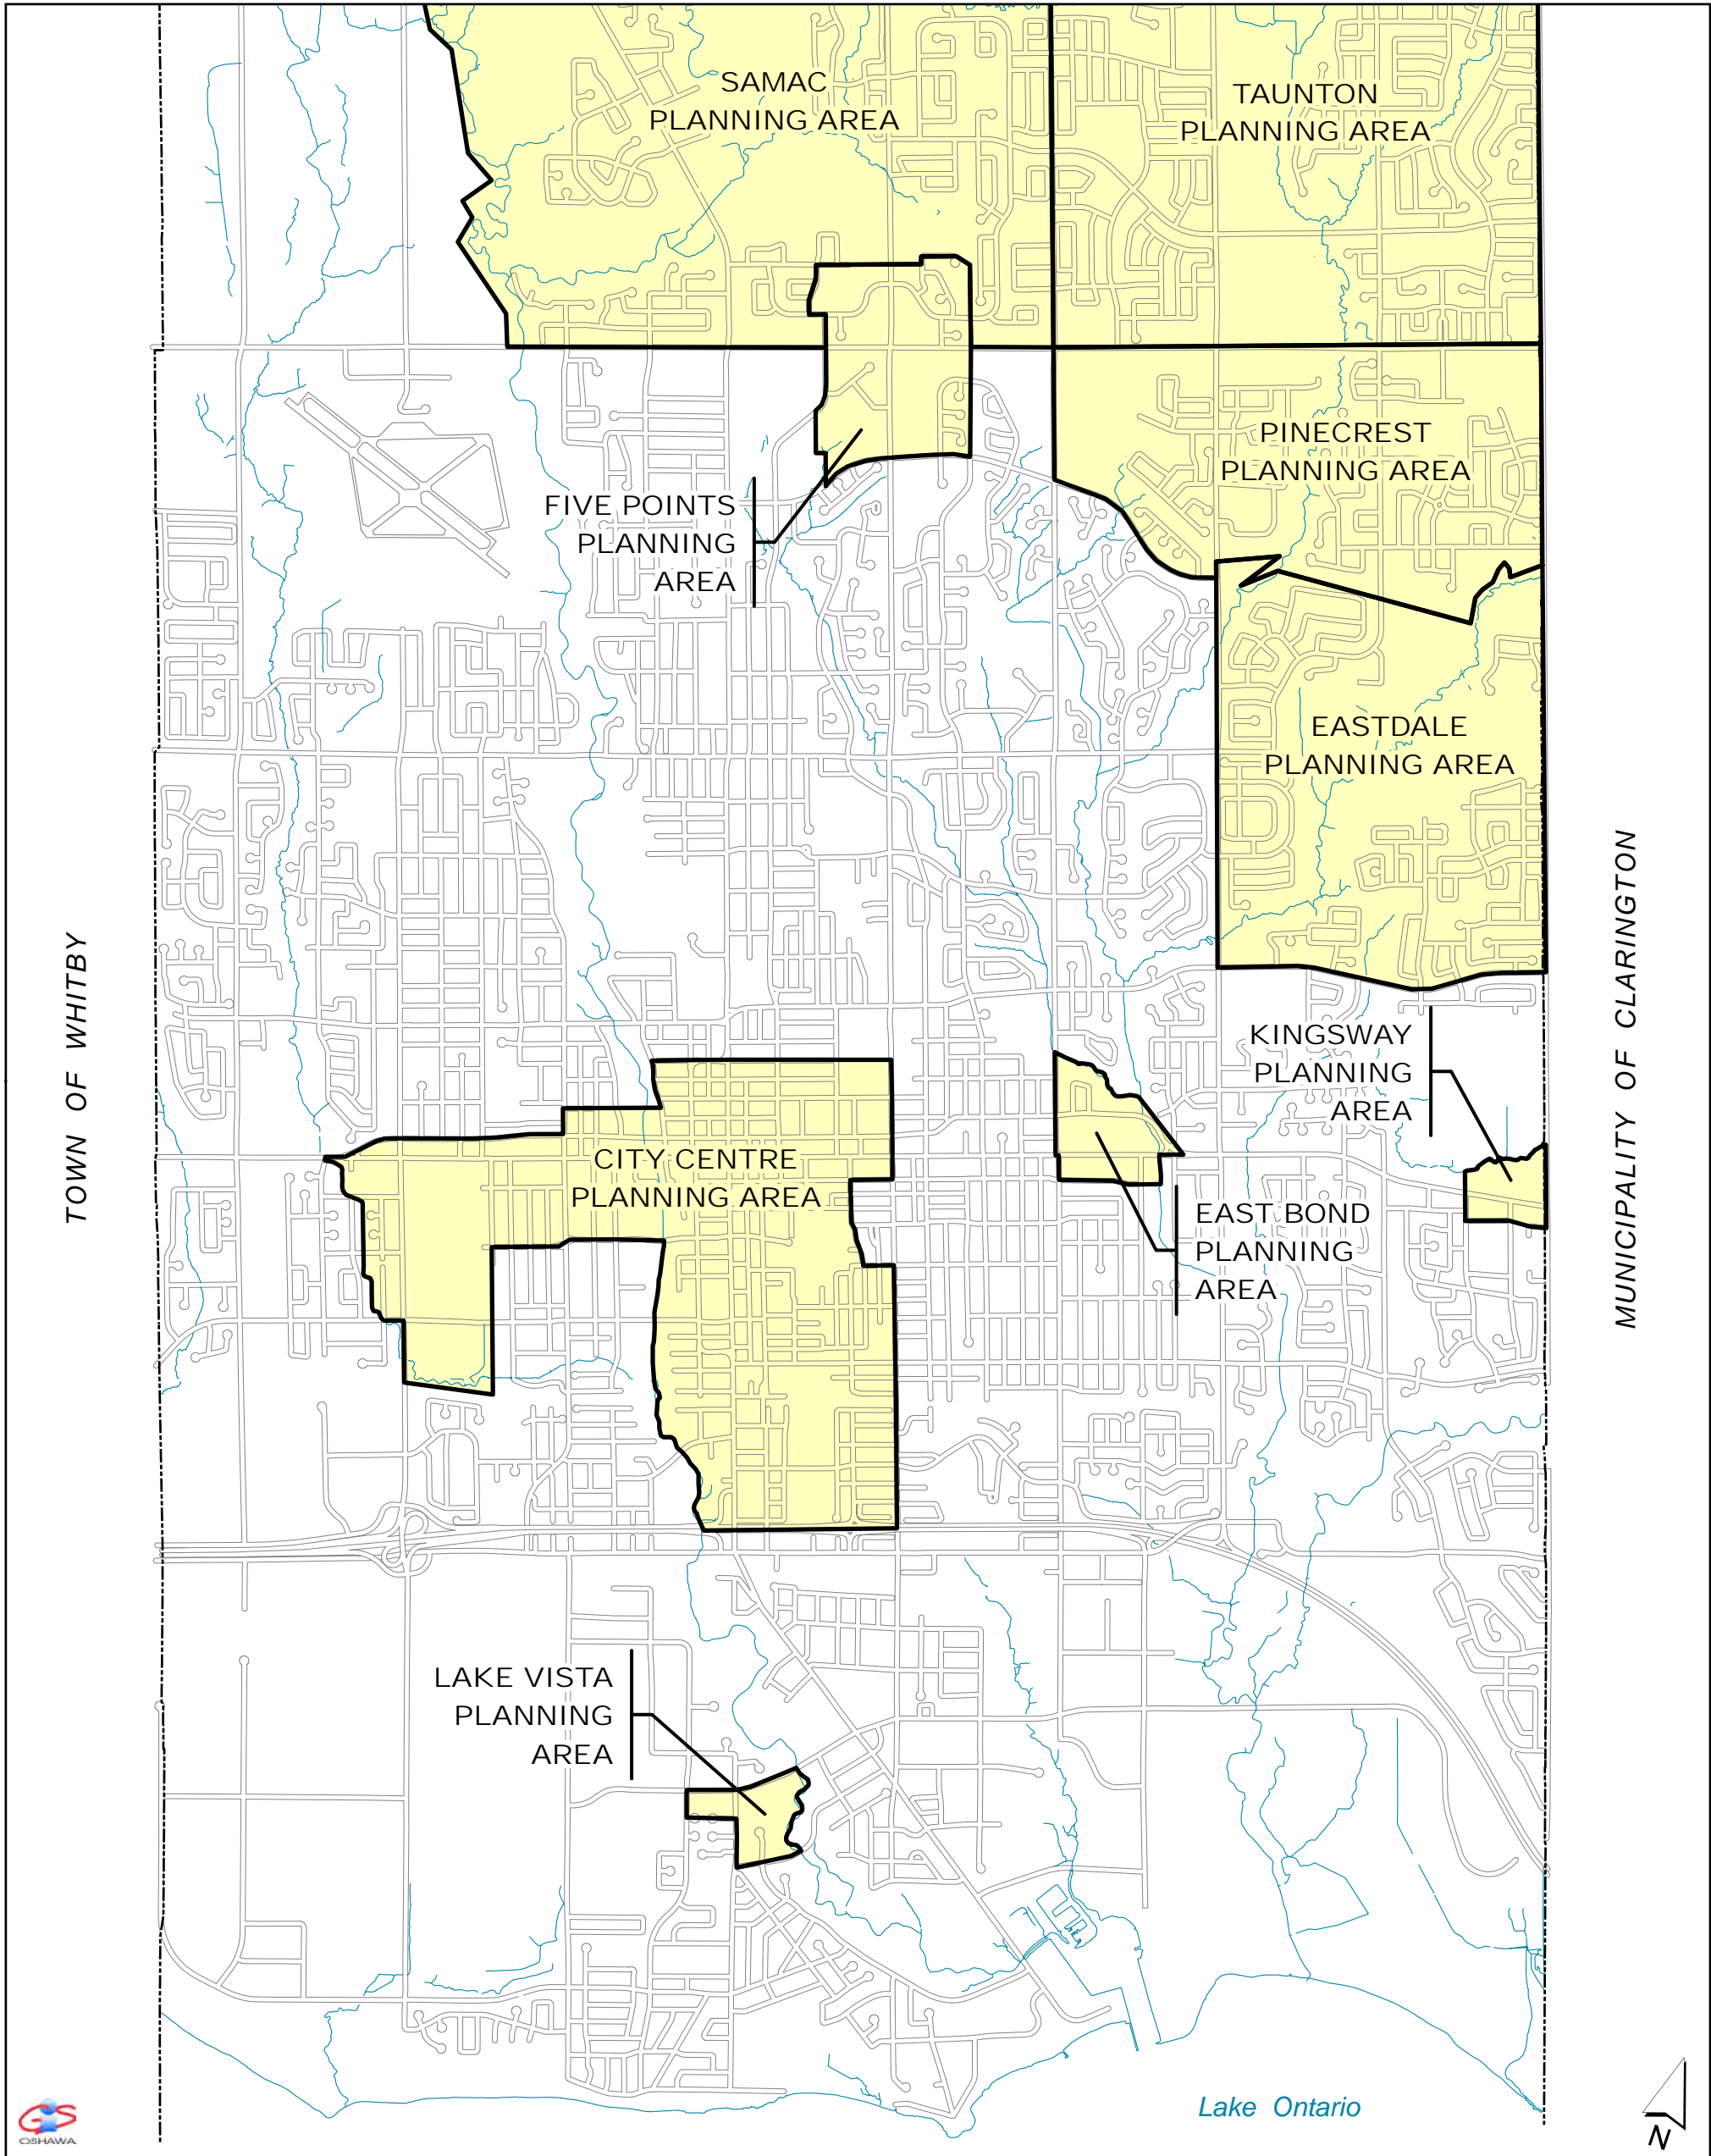 SAMAC
PLANNING AREA
TAUNTON
PLANNING AREA
PINECREST
PLANNING AREA
FIVE POINTS
PLANNING
AREA
EASTDALE
PLANNING AREA
TOWN OF WHITBY
MUNICIPALITY OF CLARINGTON
KINGSWAY
PLANNING
AREA
CITY CENTRE
PLANNING AREA
EAST BOND
PLANNING
AREA
LAKE VISTA
PLANNING
AREA
Lake Ontario
GIS
OSHAWA
N